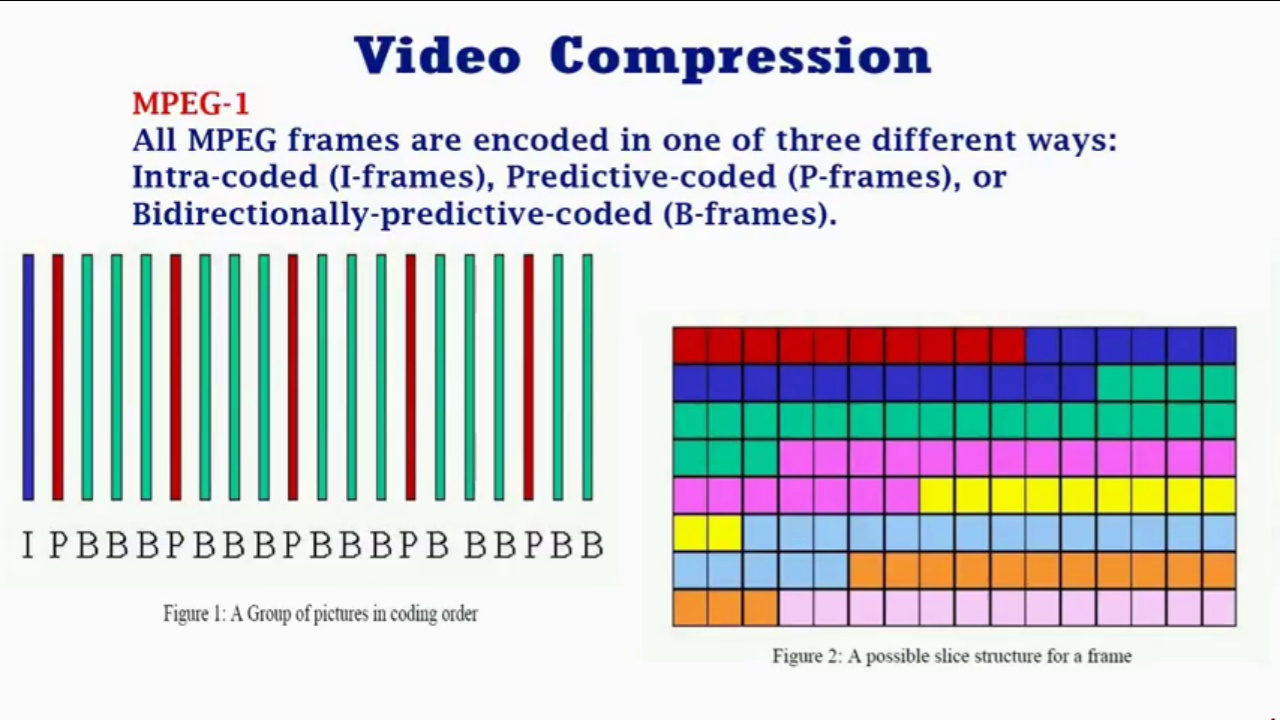 Video Compression
MPEG-1
All MPEG frames are encoded in one of three different ways:
Intra-coded (I-frames), Predictive-coded (P-frames), or
Bidirectionally-predictive-coded (B-frames).
I P B B B P B B B P B B B P B B B P B B
Figure 1: A Group of pictures in coding order
Figure 2: A possible slice structure for a frame